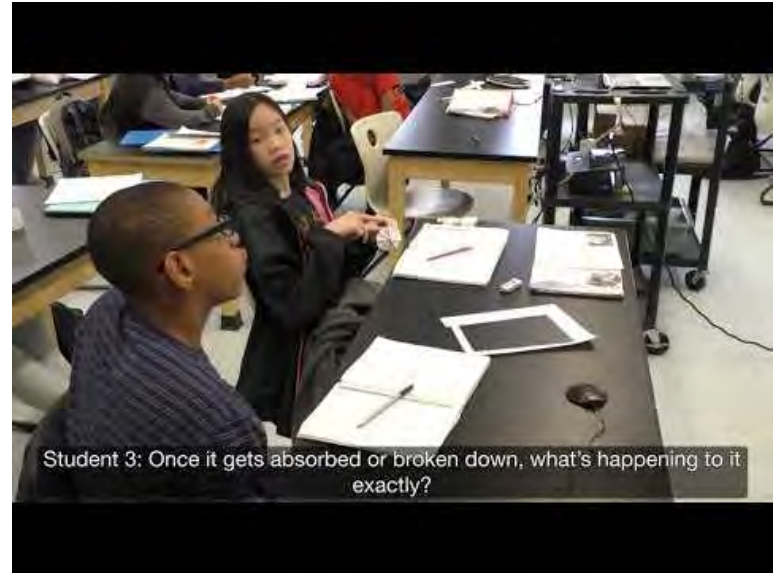 Student 3: Once it gets absorbed or broken down, what's happening to it
exactly?